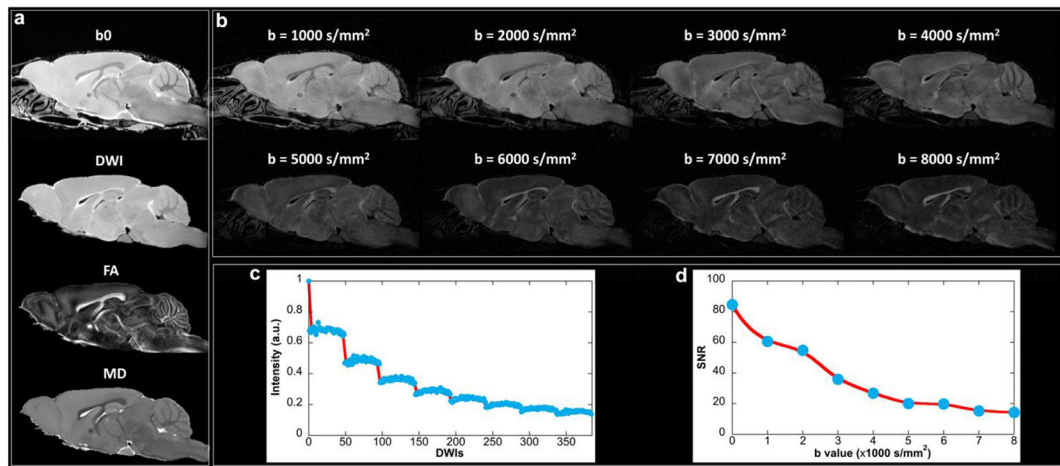 a
b0
DWI
FA
MD
b
b = 1000 s/mm²
b = 2000 s/mm²
b = 3000 s/mm²
b = 4000 s/mm²
b = 5000 s/mm²
b = 6000 s/mm²
b = 7000 s/mm²
b = 8000 s/mm²
c
Intensity (a.u.)
1
0.8
0.6
0.4
0.2
0
0 50 100 150 200 250 300 350
DWIs
d
SNR
100
80
60
40
20
0
0 1 2 3 4 5 6 7 8
b value (x1000 s/mm²)